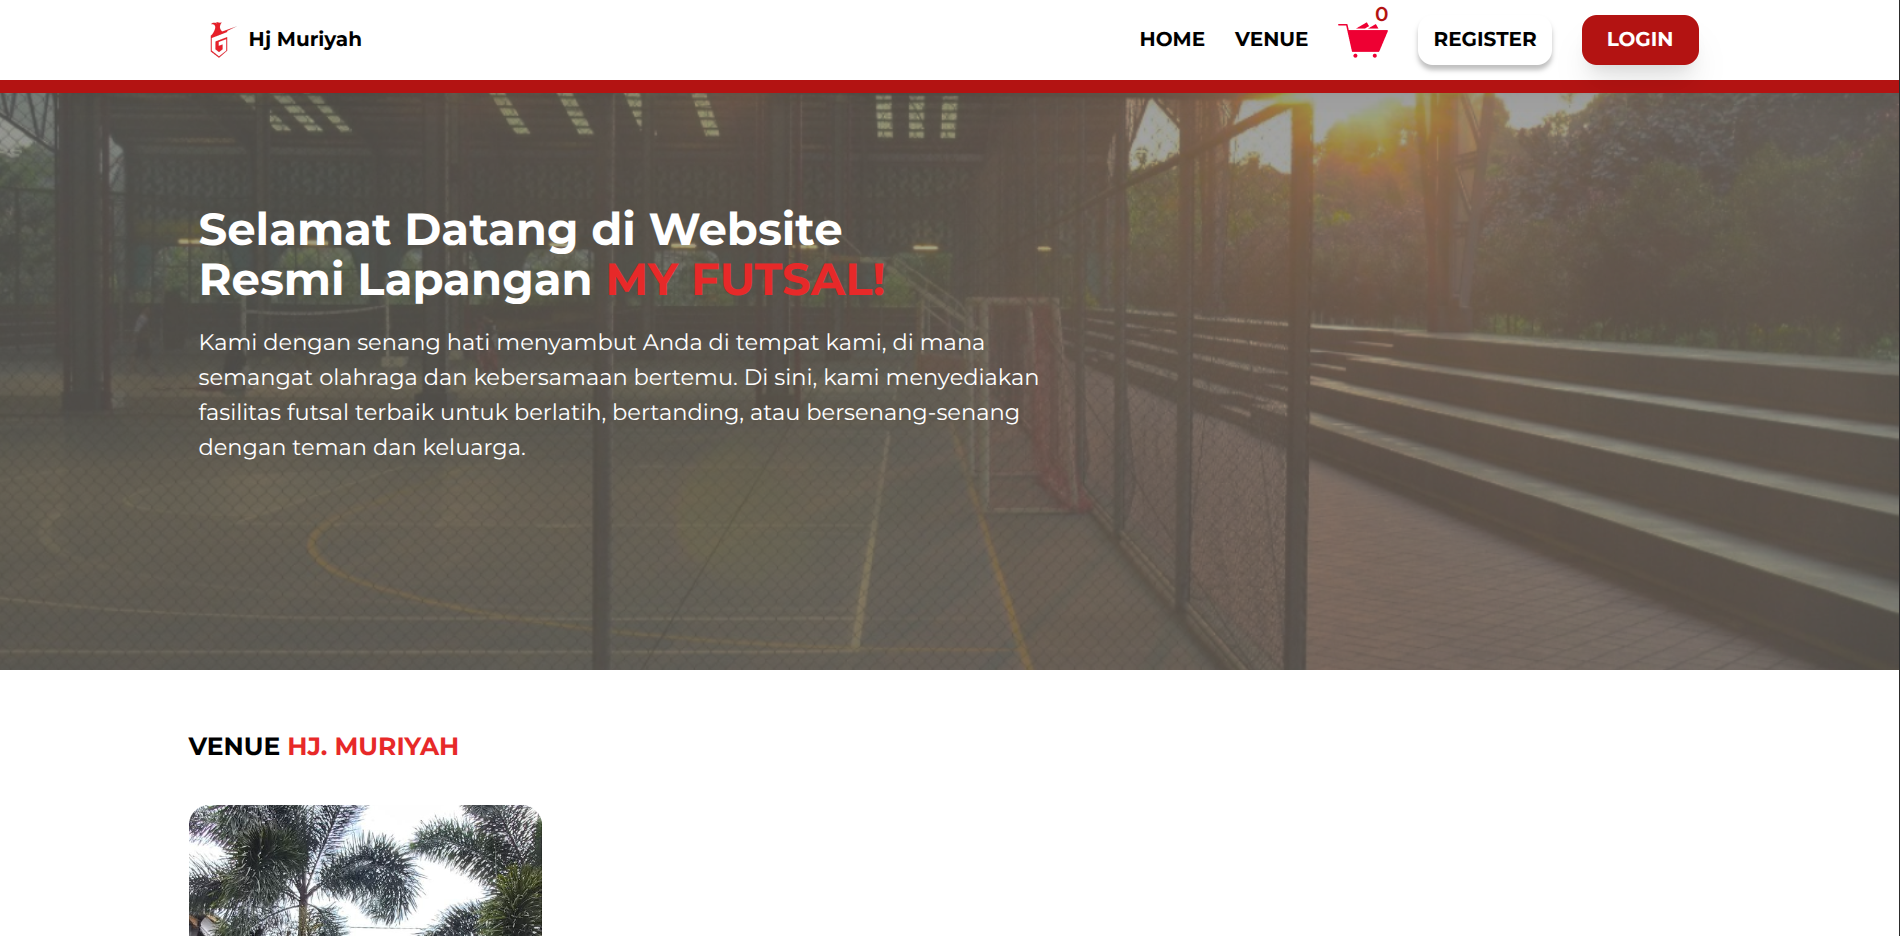 Hj Muriyah
HOME
VENUE
0
REGISTER
LOGIN
Selamat Datang di Website
Resmi Lapangan MY FUTSAL!
Kami dengan senang hati menyambut Anda di tempat kami, di mana
semangat olahraga dan kebersamaan bertemu. Di sini, kami menyediakan
fasilitas futsal terbaik untuk berlatih, bertanding, atau bersenang-senang
dengan teman dan keluarga.
VENUE HJ. MURIYAH